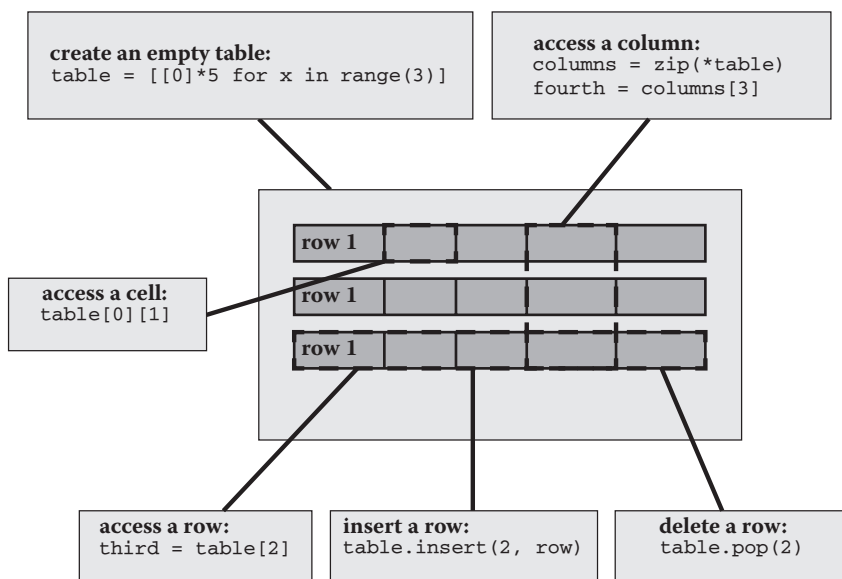 create an empty table:
table = [[0]*5 for x in range(3)]
access a column:
columns = zip(*table)
fourth = columns[3]
row 1
access a cell:
table[0][1]
row 1
row 1
access a row:
third = table[2]
insert a row:
table.insert(2, row)
delete a row:
table.pop(2)